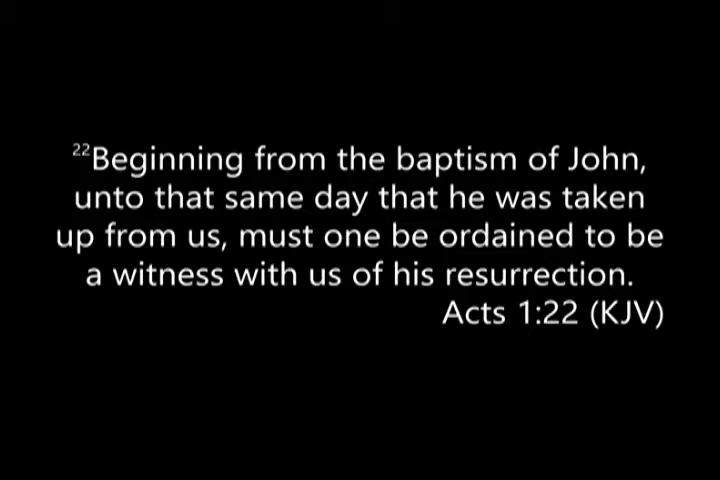 ²²Beginning from the baptism of John,
unto that same day that he was taken
up from us, must one be ordained to be
a witness with us of his resurrection.
Acts 1:22 (KJV)